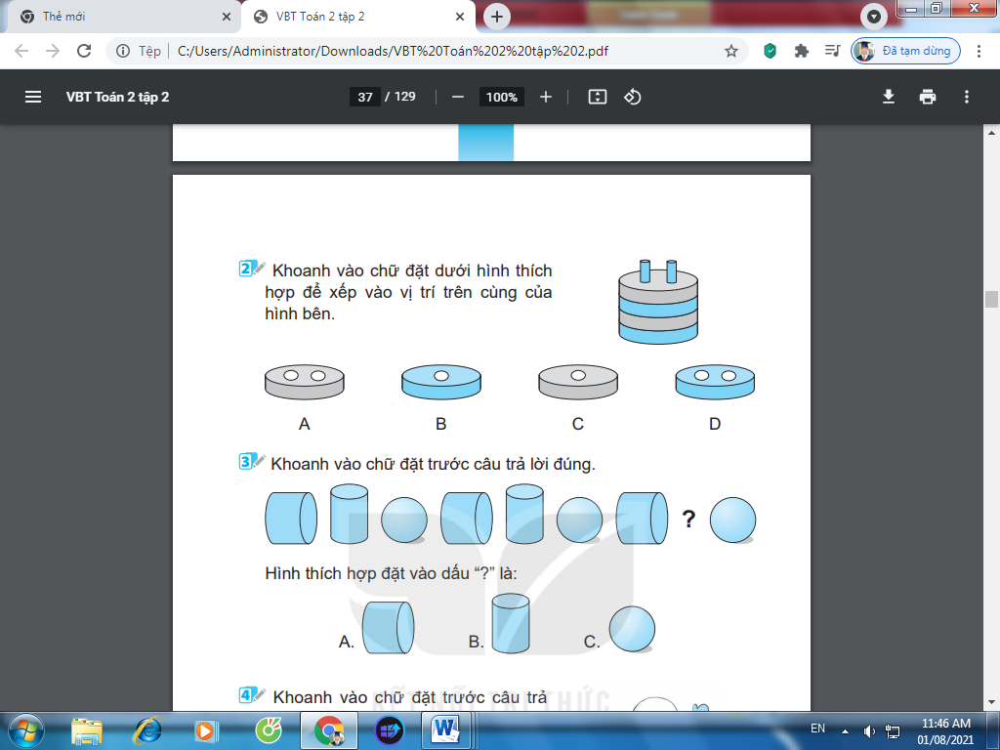 Thẻ mới
VBT Toán 2 tập 2
Tệp
C:/Users/Administrator/Downloads/VBT%20Toán%202%20tập%202.pdf
Đã tạm dừng
VBT Toán 2 tập 2
37 / 129
100%
2 Khoanh vào chữ đặt dưới hình thích
hợp để xếp vào vị trí trên cùng của
hình bên.
A B C D
3 Khoanh vào chữ đặt trước câu trả lời đúng.
?
Hình thích hợp đặt vào dấu “?” là:
A. B. C.
4 Khoanh vào chữ đặt trước câu trả
KẾT NỐI TRI THỨC
EN
11:46 AM
01/08/2021